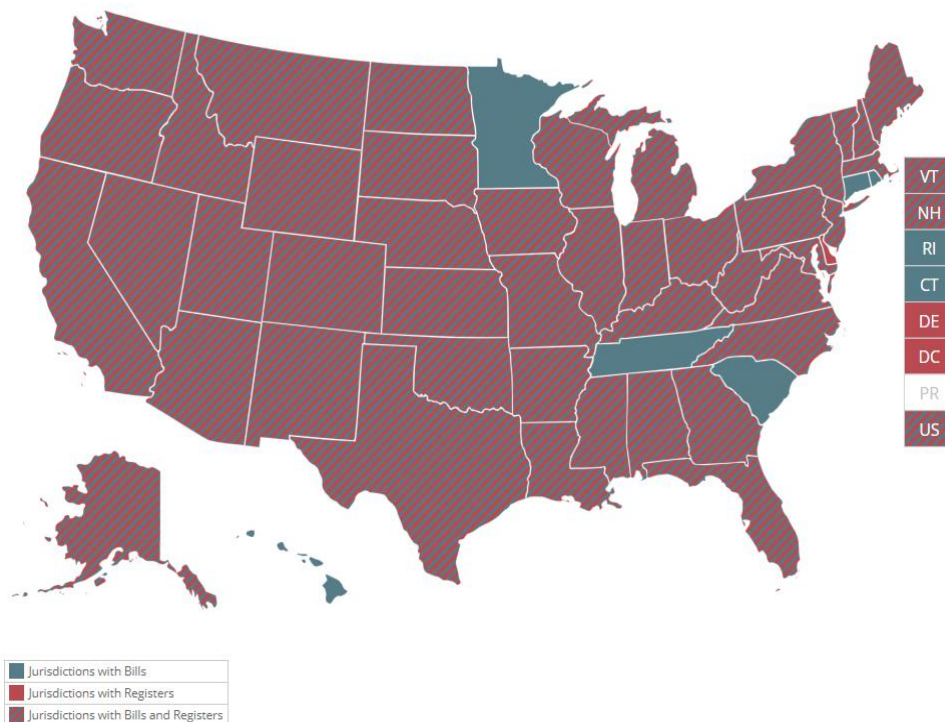 VT
NH
RI
CT
DE
DC
PR
US
Jurisdictions with Bills
Jurisdictions with Registers
Jurisdictions with Bills and Registers